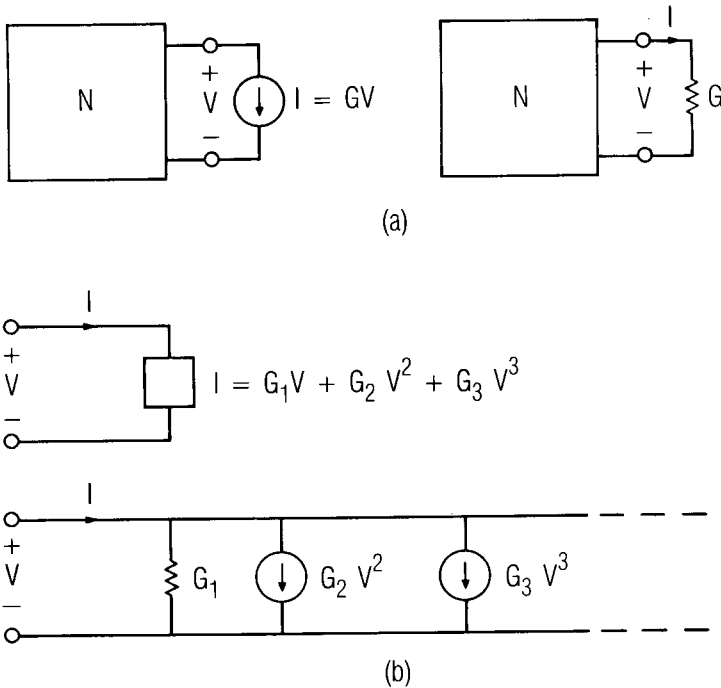 N + V − I = GV
N I + V − G
(a)
I
+
V I = G₁V + G₂ V² + G₃ V³
−
I
+
V G₁ G₂ V² G₃ V³
−
(b)